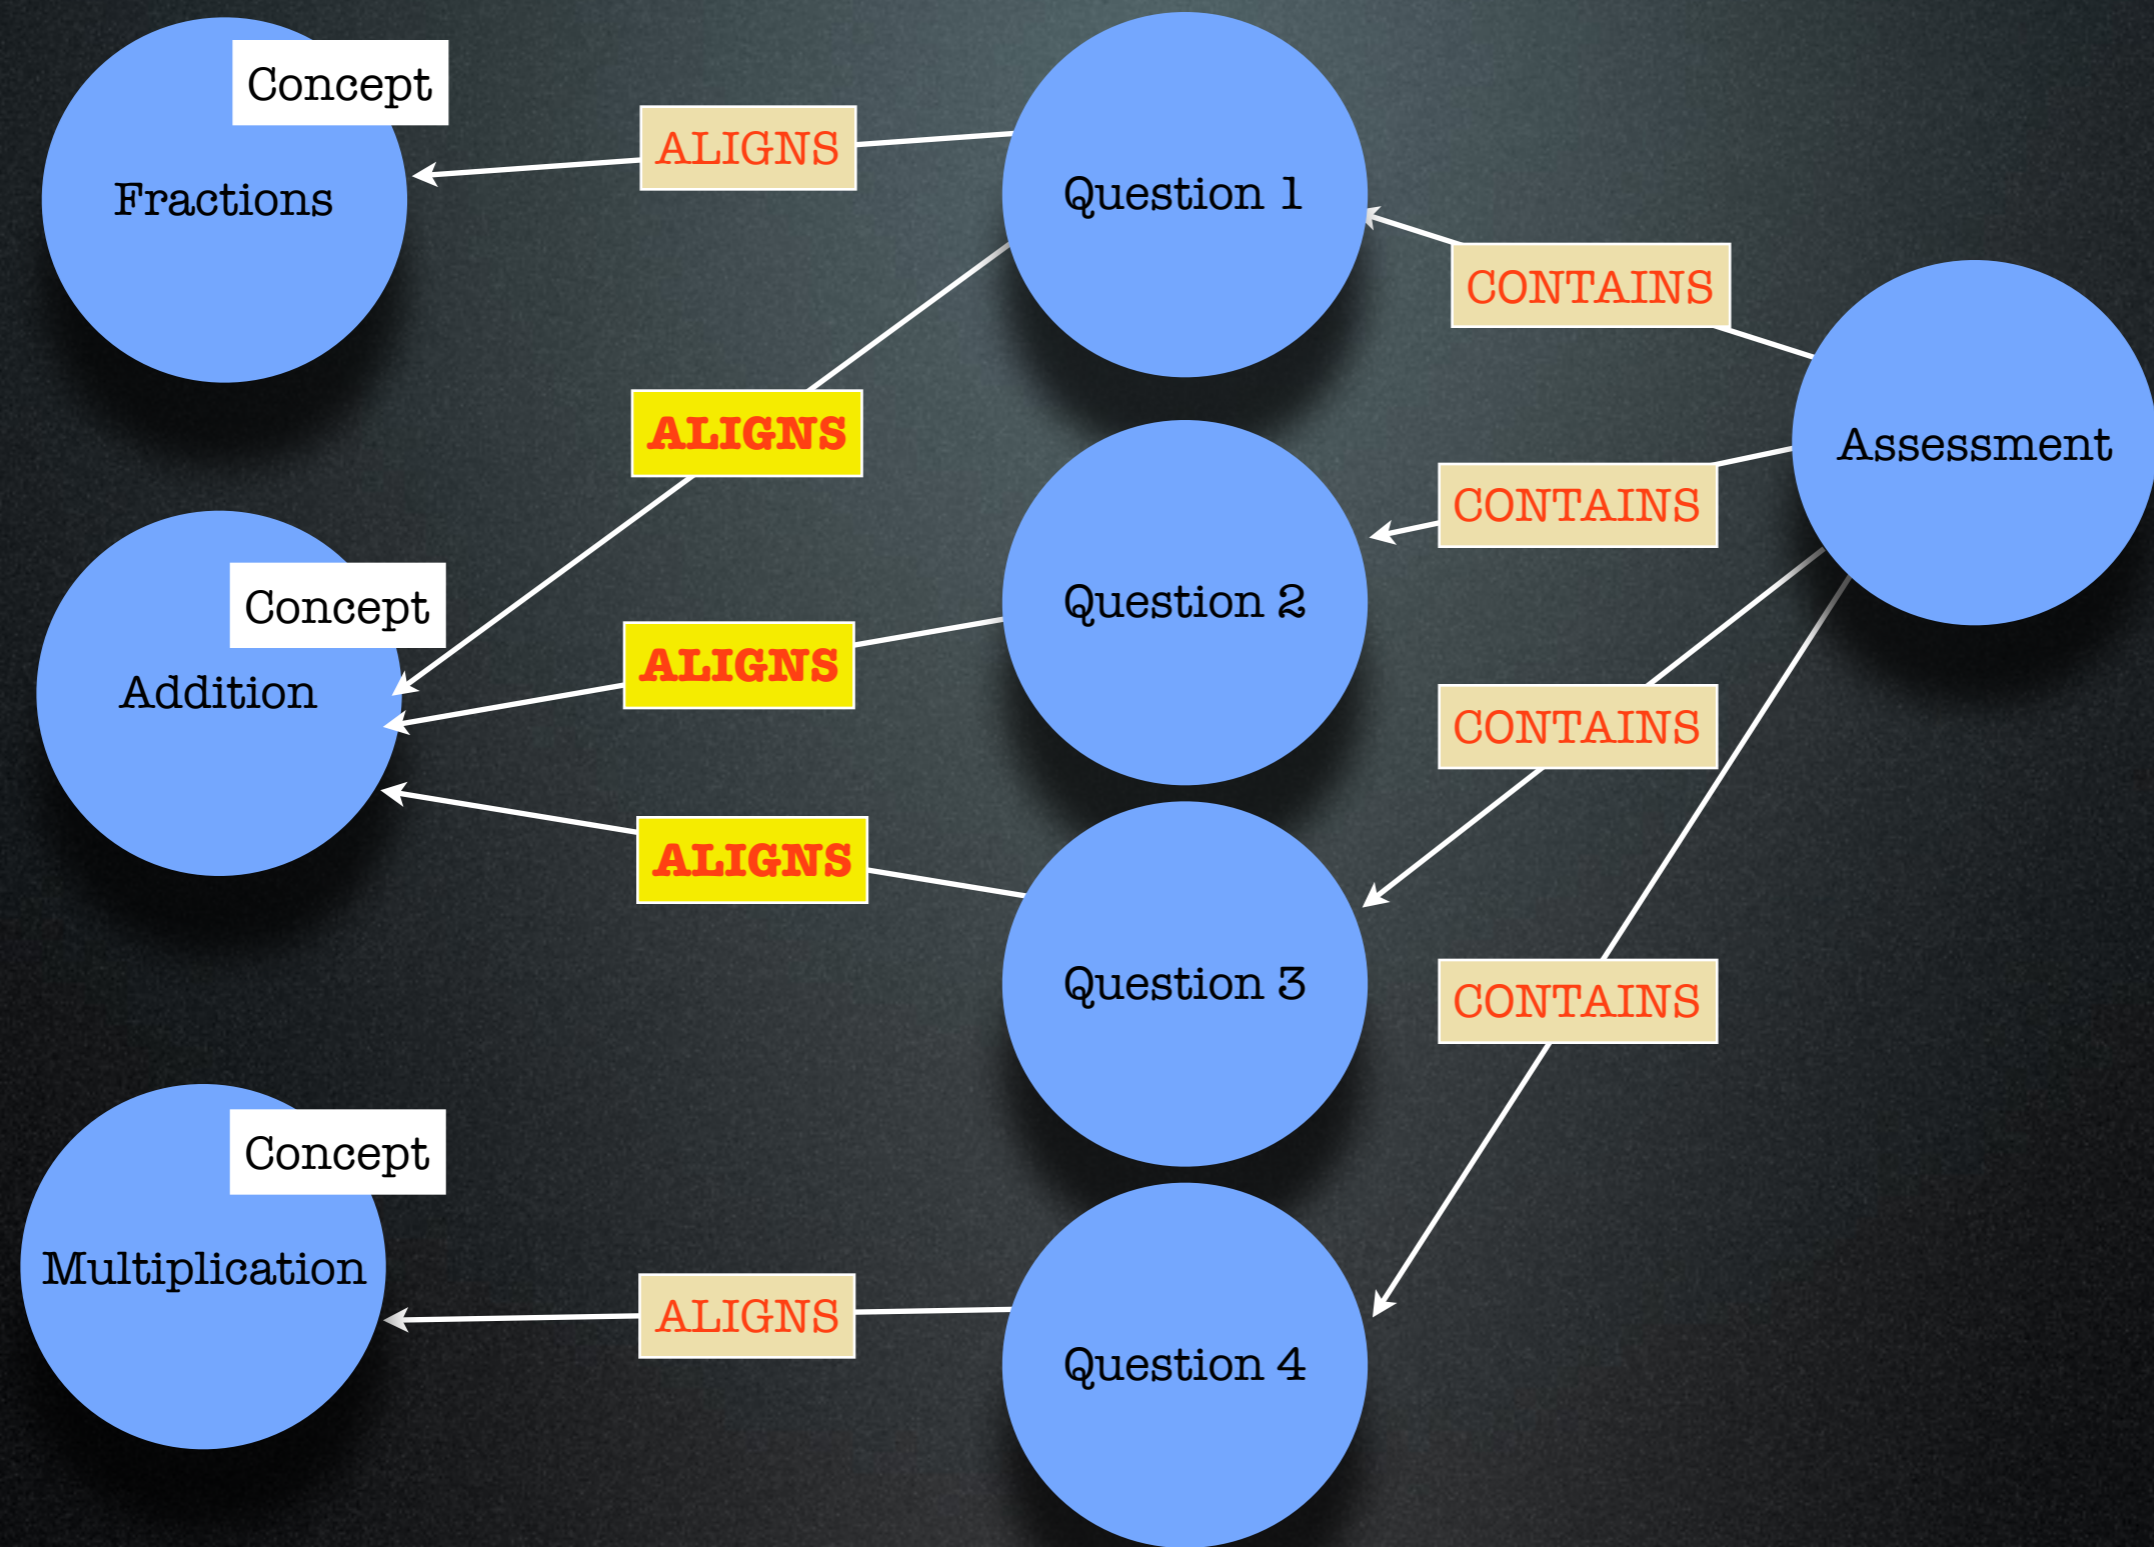 Concept
Fractions
ALIGNS
Question 1
CONTAINS
Assessment
ALIGNS
CONTAINS
Concept
Addition
ALIGNS
Question 2
CONTAINS
ALIGNS
Question 3
CONTAINS
Concept
Multiplication
ALIGNS
Question 4